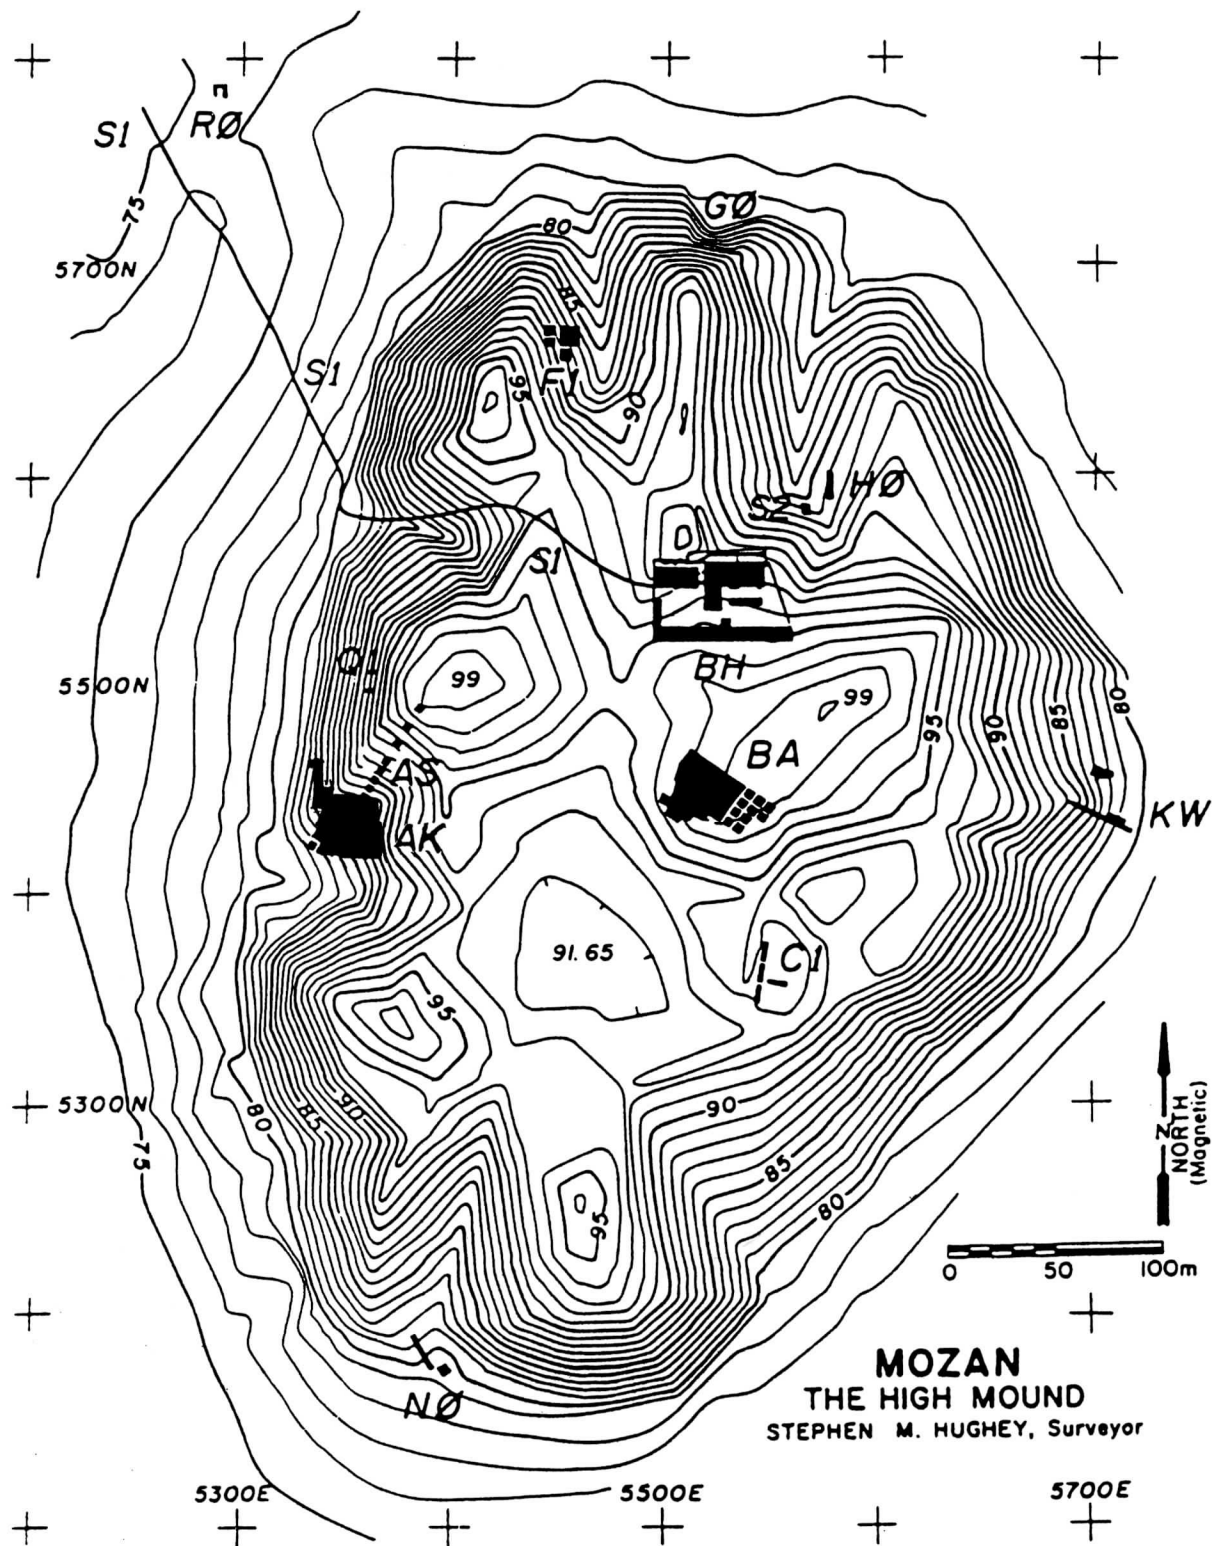 S1
RØ
75
GØ
80
5700N
85
S1
F1
95
90
S2
HØ
S1
Q1
5500N
99
BH
99
95
90
85
80
BA
AS
AK
KW
91.65
C1
95
5300N
80
85
90
90
75
85
80
95
N
NORTH
(Magnetic)
0 50 100m
NØ
MOZAN
THE HIGH MOUND
STEPHEN M. HUGHEY, Surveyor
5300E 5500E 5700E